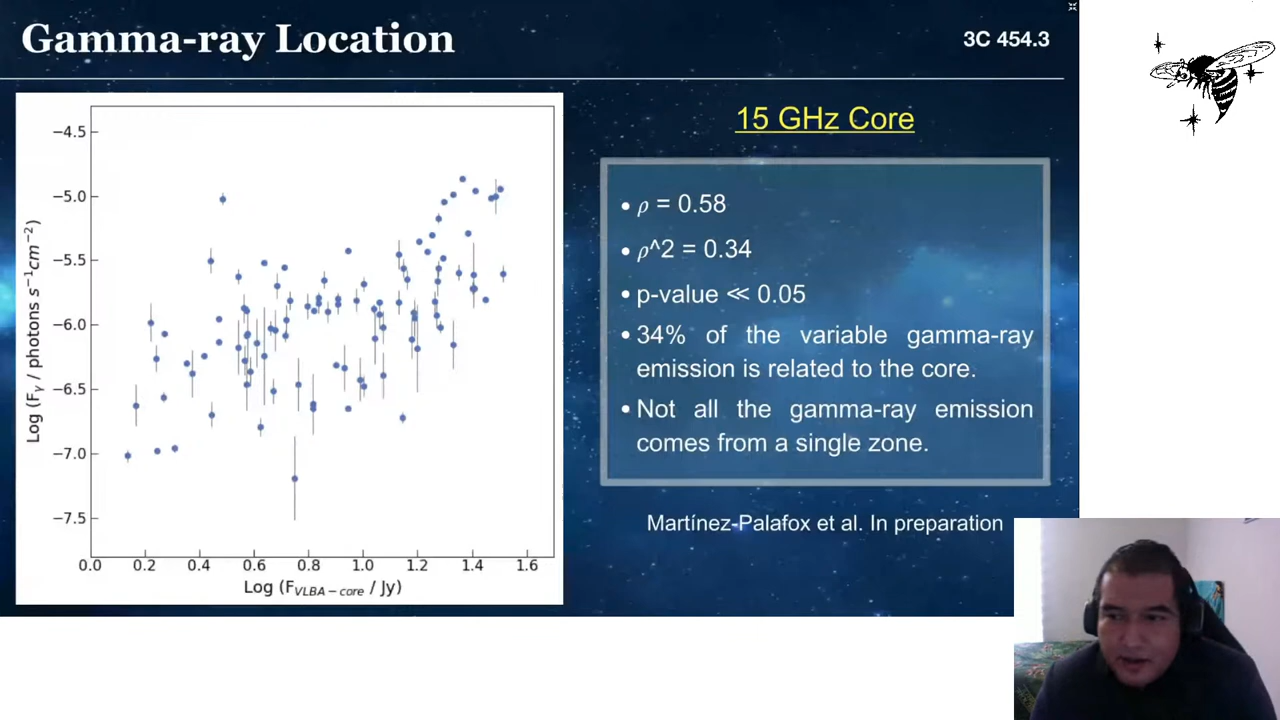 Gamma-ray Location
3C 454.3
−4.5
−5.0
−5.5
−6.0
−6.5
−7.0
−7.5
Log (Fγ / photons s⁻¹cm⁻²)
0.0 0.2 0.4 0.6 0.8 1.0 1.2 1.4 1.6
Log (F_VLBA−core / Jy)
15 GHz Core
• ρ = 0.58
• ρ^2 = 0.34
• p-value ≪ 0.05
• 34% of the variable gamma-ray
emission is related to the core.
• Not all the gamma-ray emission
comes from a single zone.
Martínez-Palafox et al. In preparation